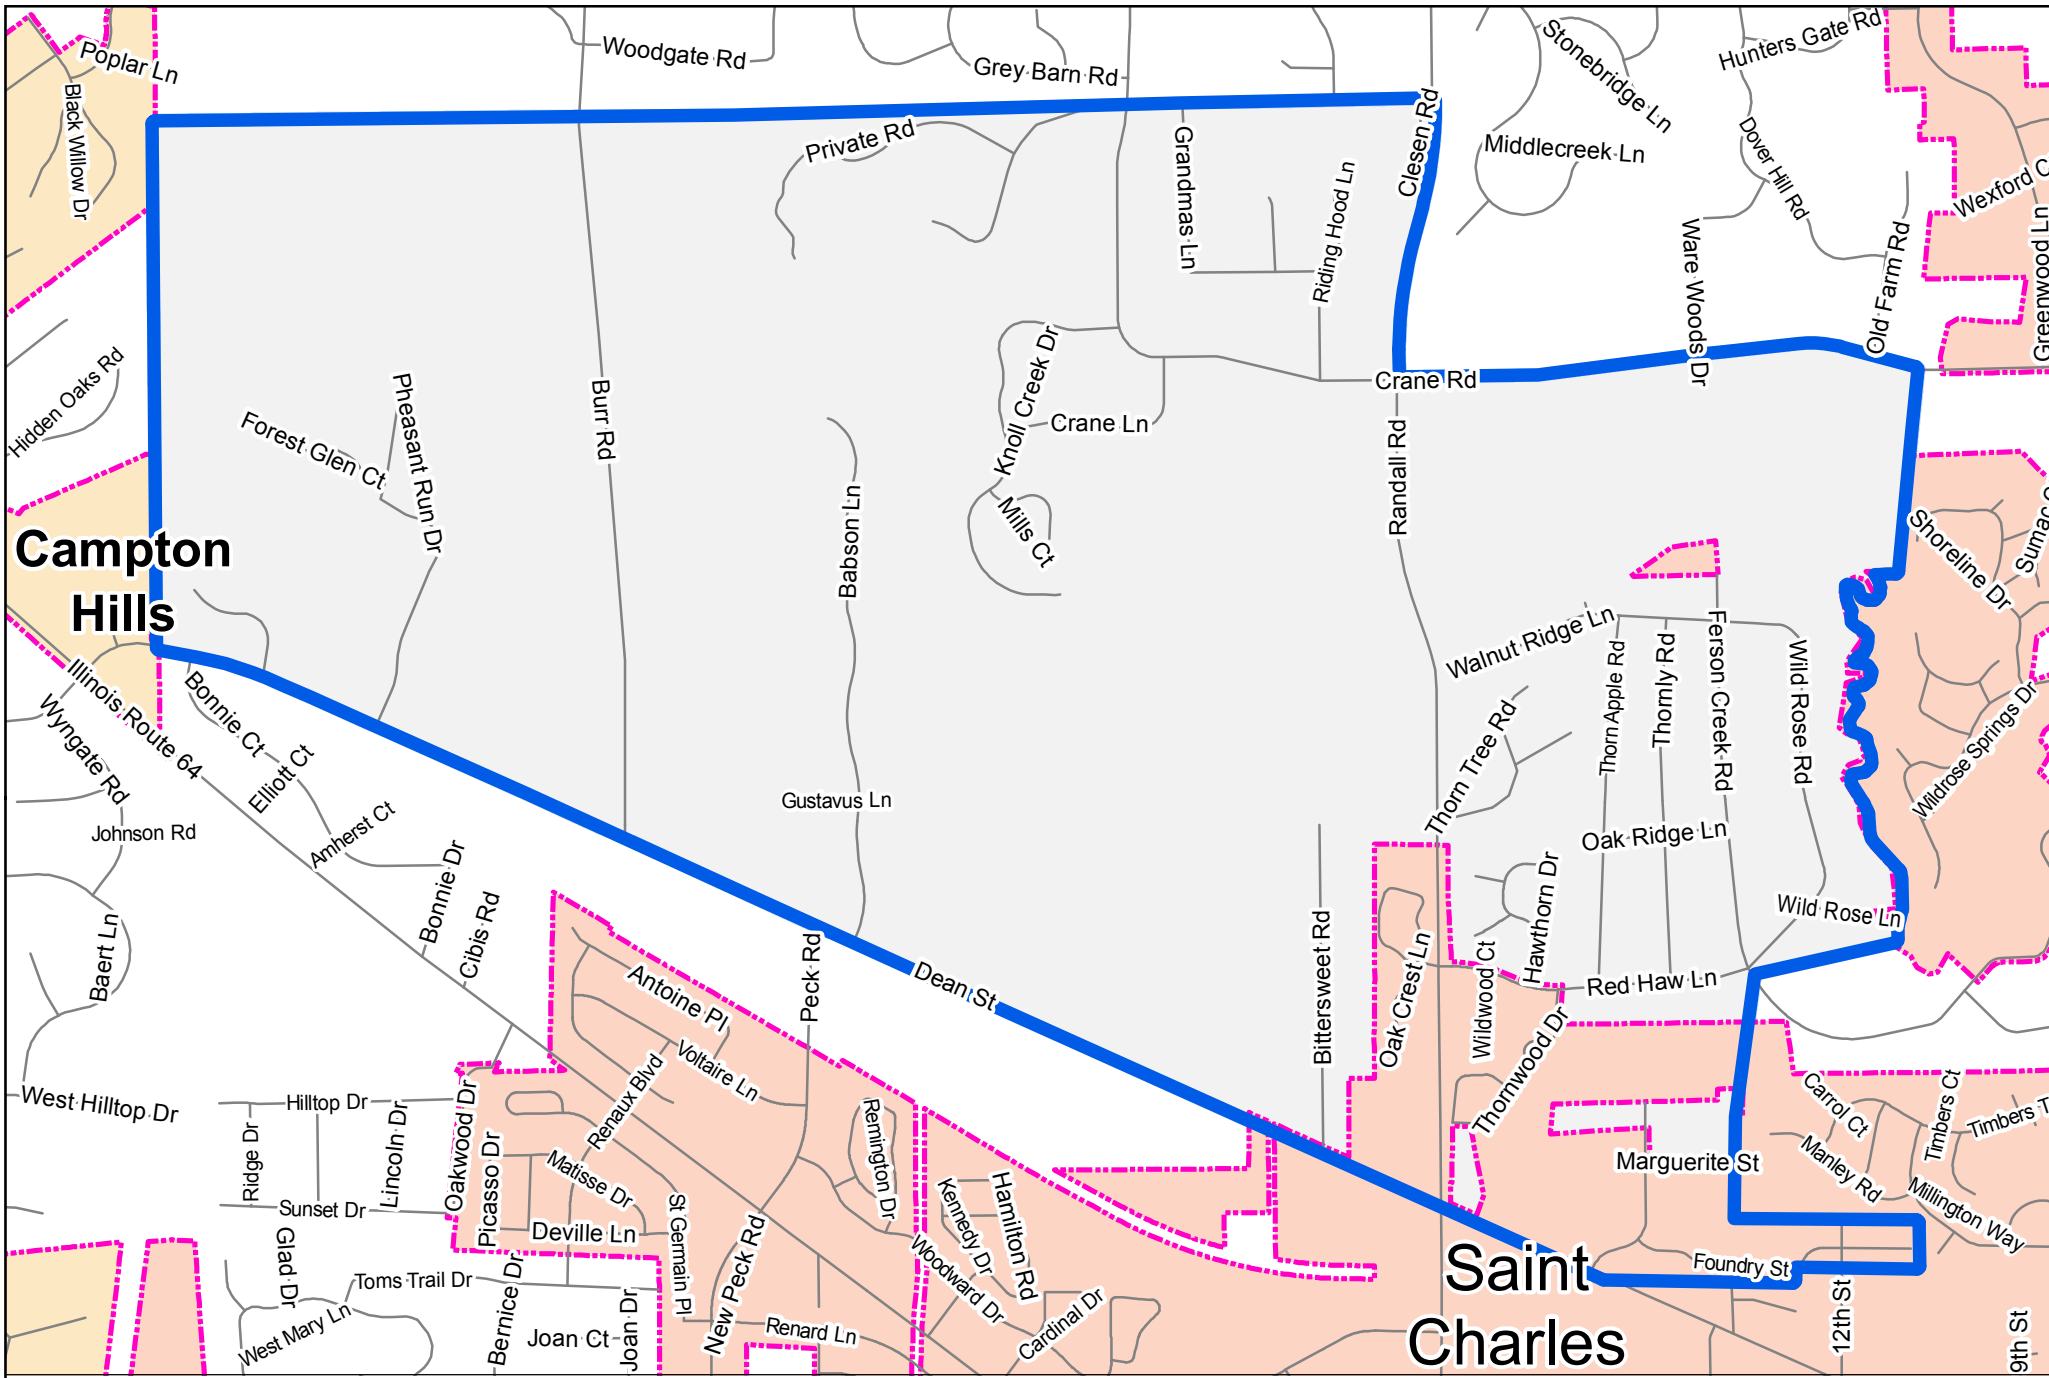 Poplar Ln
Woodgate Rd
Grey Barn Rd
Stonebridge Ln
Hunters Gate Rd
Black Willow Dr
Private Rd
Grandmas Ln
Clesen Rd
Middlecreek Ln
Dover Hill Rd
Wexford C
Greenwood Ln
Riding Hood Ln
Ware Woods Dr
Old Farm Rd
Hidden Oaks Rd
Forest Glen Ct
Pheasant Run Dr
Burr Rd
Knoll Creek Dr
Crane Ln
Crane Rd
Randall Rd
Mills Ct
Babson Ln
Campton
Hills
Shoreline Dr
Sumac C
Walnut Ridge Ln
Thorn Apple Rd
Thornly Rd
Ferson Creek Rd
Wild Rose Rd
Wildrose Springs Dr
Illinois Route 64
Wyngate Rd
Bonnie Ct
Elliott Ct
Amherst Ct
Johnson Rd
Gustavus Ln
Thorn Tree Rd
Oak Ridge Ln
Bonnie Dr
Cibis Rd
Baert Ln
Hawthorn Dr
Wild Rose Ln
Antoine Pl
Peck Rd
Dean St
Bittersweet Rd
Oak Crest Ln
Wildwood Ct
Red Haw Ln
Thornwood Dr
Voltaire Ln
Renaux Blvd
West Hilltop Dr
Hilltop Dr
Ridge Dr
Lincoln Dr
Oakwood Dr
Picasso Dr
Matisse Dr
Remington Dr
Carrol Ct
Timbers Ct
Timbers T
Marguerite St
Manley Rd
Millington Way
Sunset Dr
Glad Dr
Deville Ln
St Germain Pl
Kennedy Dr
Hamilton Rd
Woodward Dr
New Peck Rd
Foundry St
Saint
Charles
Toms Trail Dr
West Mary Ln
Bernice Dr
Joan Ct
Joan Dr
Renard Ln
Cardinal Dr
12th St
9th St